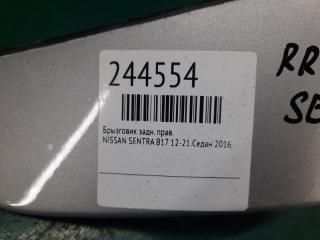 244554
Брызговик задн. прав.
NISSAN SENTRA B17 12-21.Седан 2016.
RR
SE